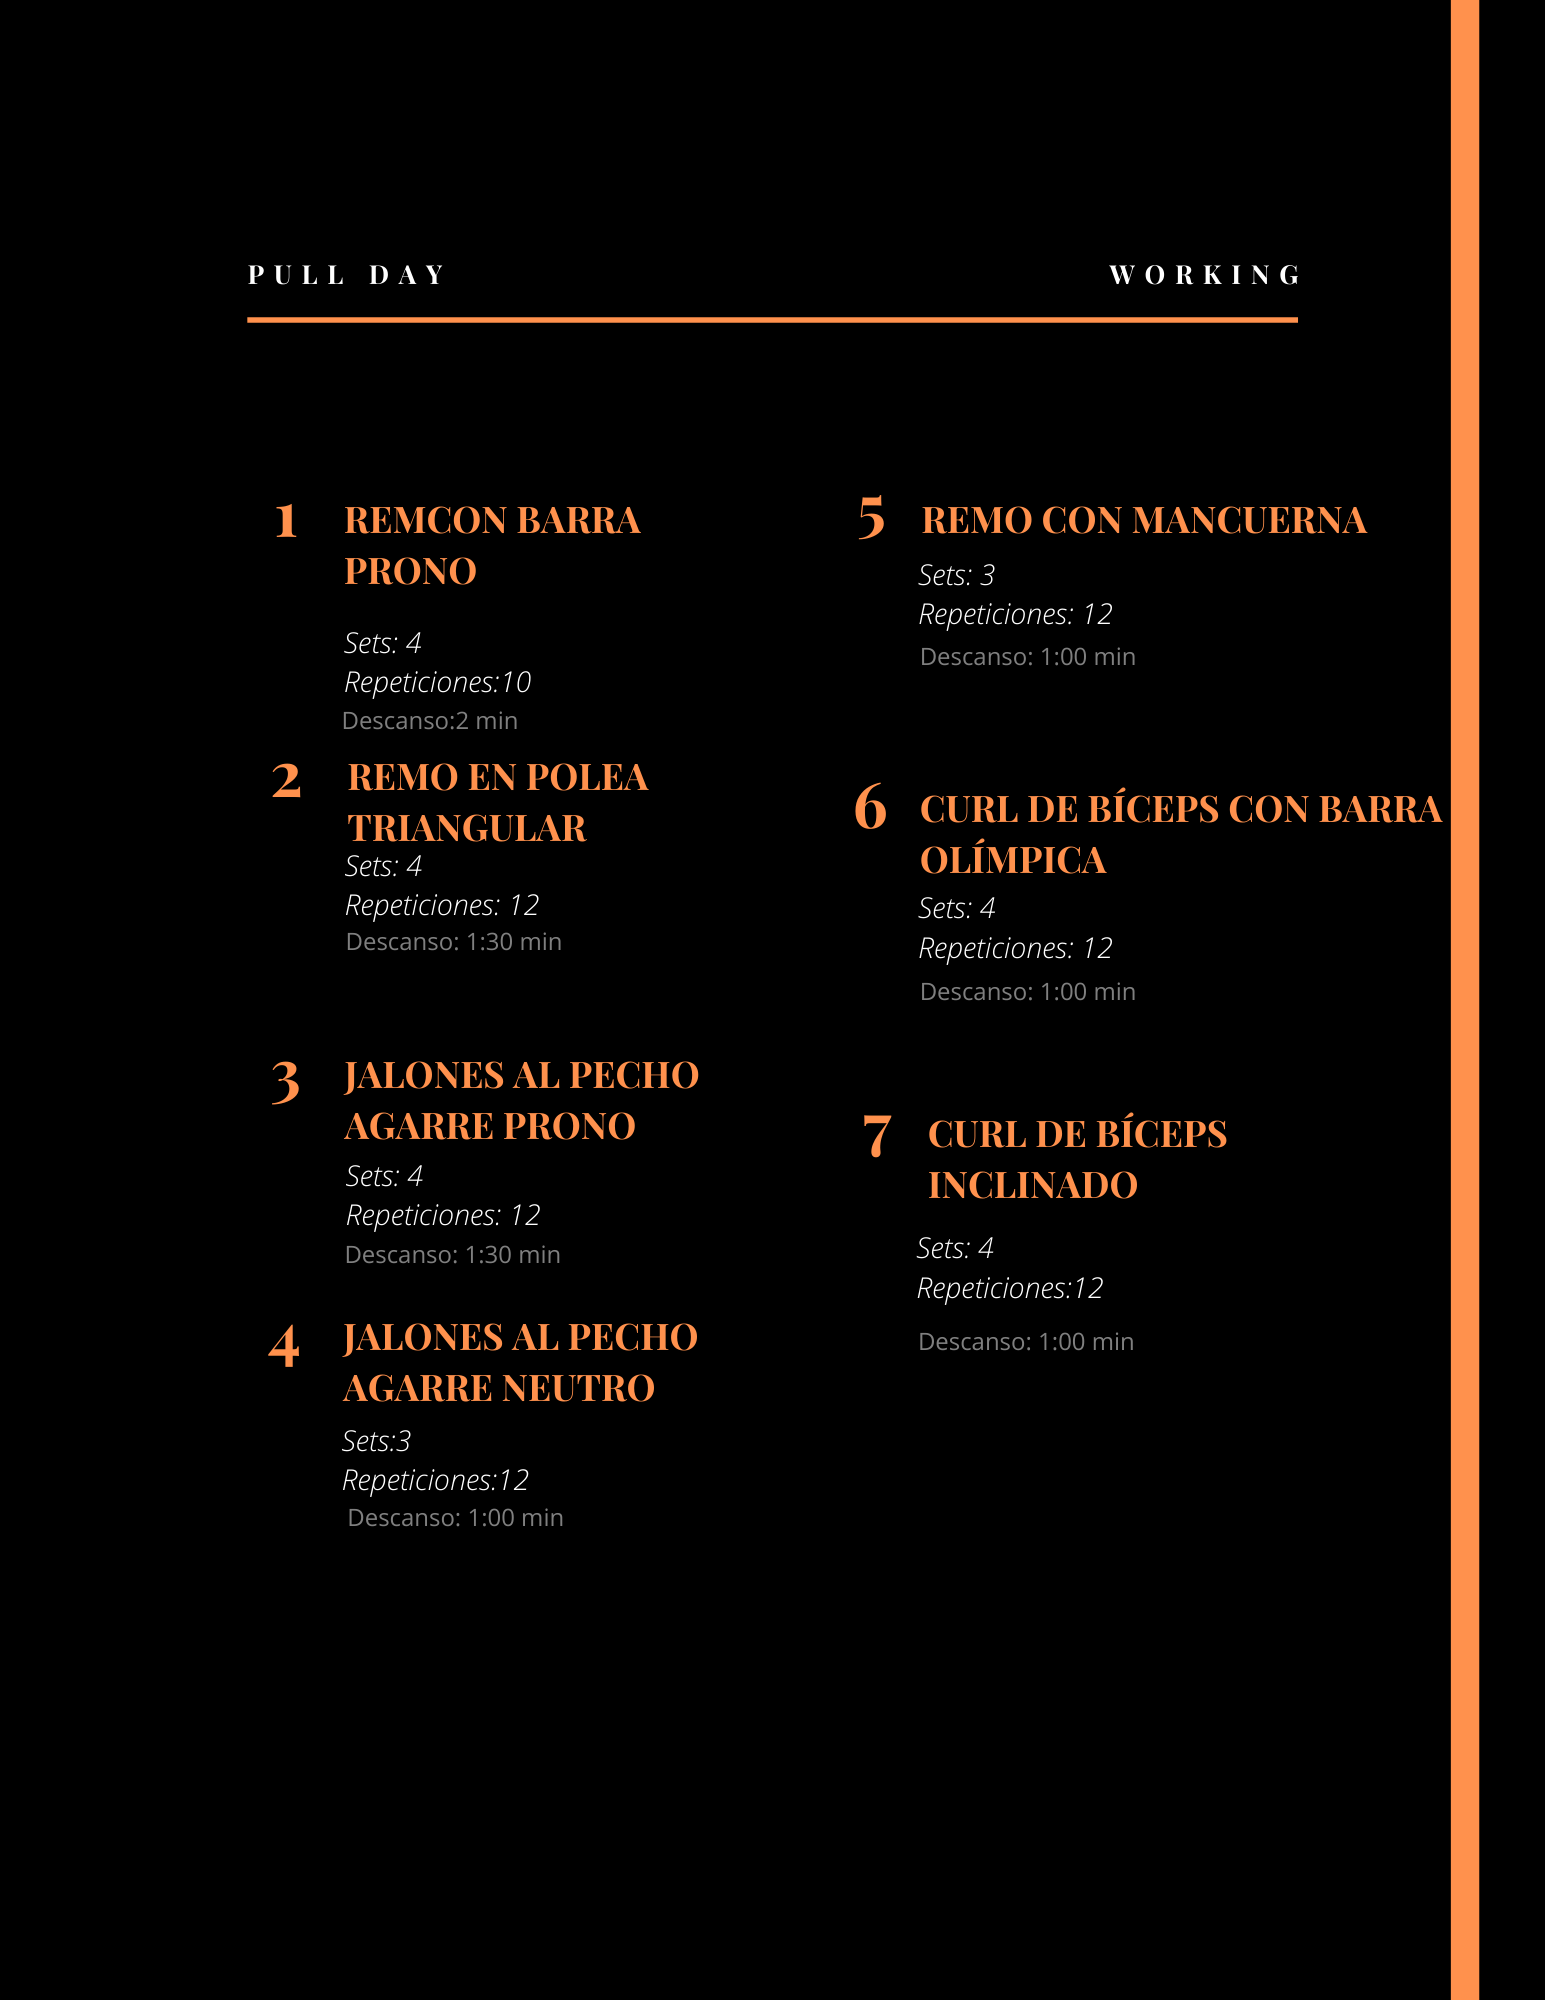 PULL DAY
WORKING
1
REMCON BARRA
PRONO
Sets: 4
Repeticiones:10
Descanso:2 min
2
REMO EN POLEA
TRIANGULAR
Sets: 4
Repeticiones: 12
Descanso: 1:30 min
3
JALONES AL PECHO
AGARRE PRONO
Sets: 4
Repeticiones: 12
Descanso: 1:30 min
4
JALONES AL PECHO
AGARRE NEUTRO
Sets:3
Repeticiones:12
Descanso: 1:00 min
5
REMO CON MANCUERNA
Sets: 3
Repeticiones: 12
Descanso: 1:00 min
6
CURL DE BÍCEPS CON BARRA
OLÍMPICA
Sets: 4
Repeticiones: 12
Descanso: 1:00 min
7
CURL DE BÍCEPS
INCLINADO
Sets: 4
Repeticiones:12
Descanso: 1:00 min